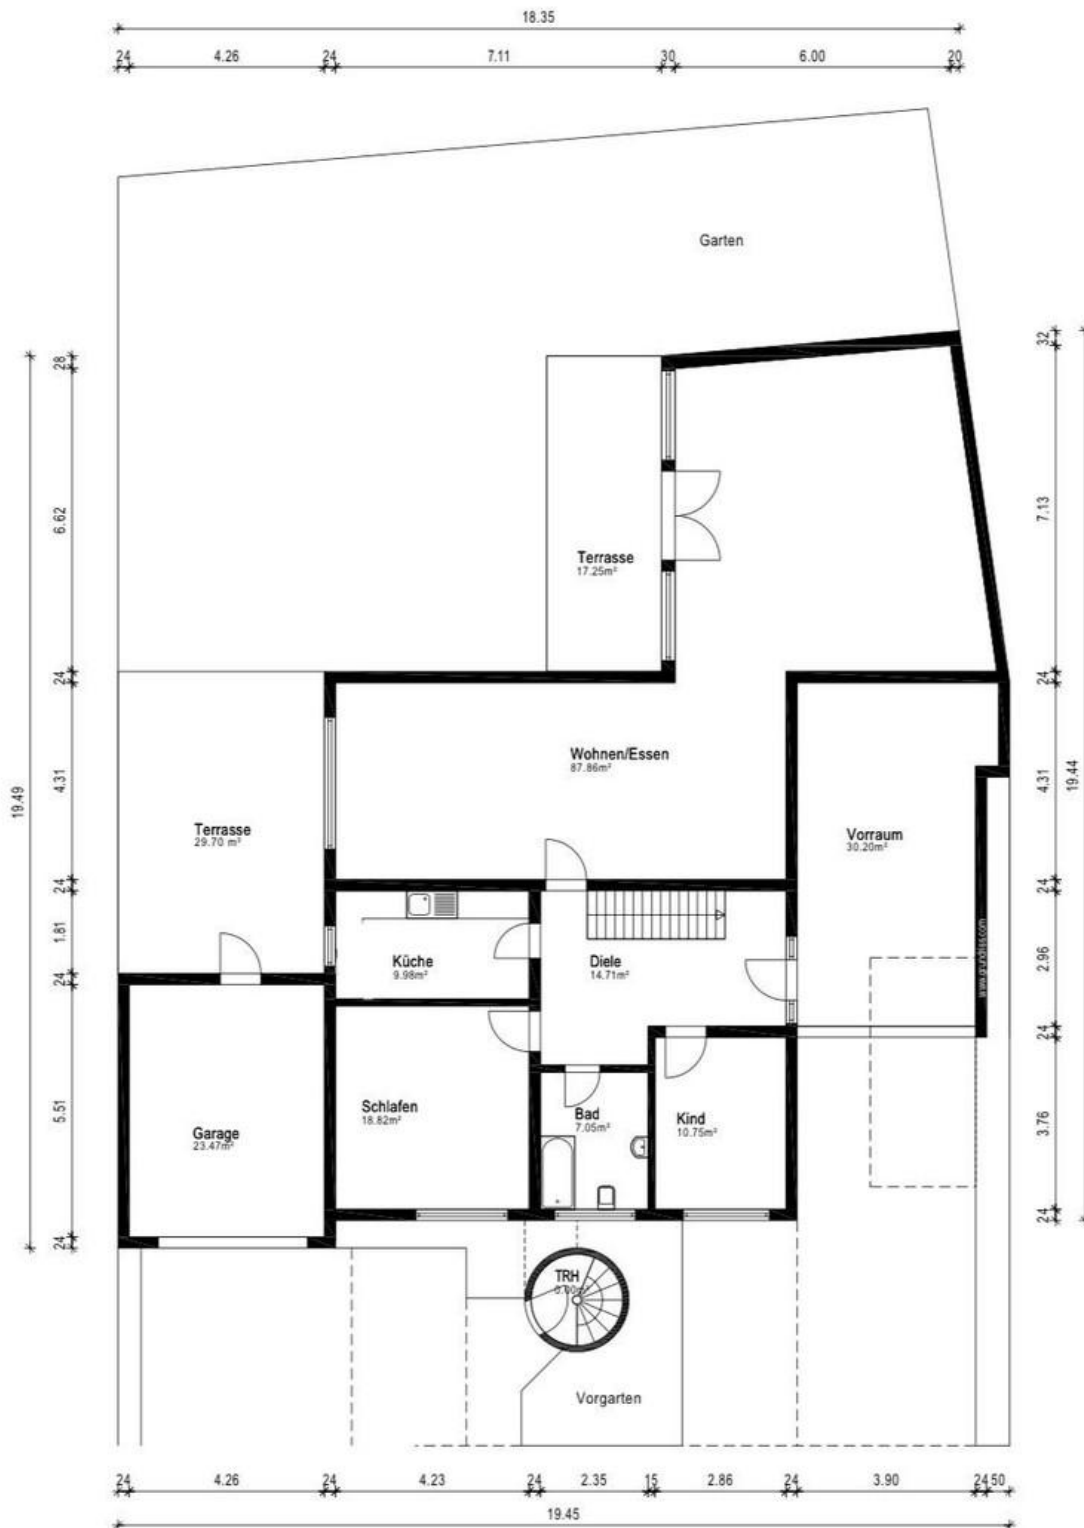 18.35
24 4.26 24 7.11 30 6.00 20
Garten
28
32
6.62
7.13
Terrasse
17.25m²
24
24
19.49
4.31
Wohnen/Essen
87.86m²
4.31
19.44
Terrasse
29.70 m²
Vorraum
30.20m²
24
24
1.81
Küche
9.98m²
Diele
14.71m²
2.96
www.grundriss.com
24
24
5.51
Schlafen
18.82m²
Bad
7.05m²
Kind
10.75m²
3.76
Garage
23.47m²
24
24
TRH
Vorgarten
24 4.26 24 4.23 24 2.35 15 2.86 24 3.90 24 50
19.45